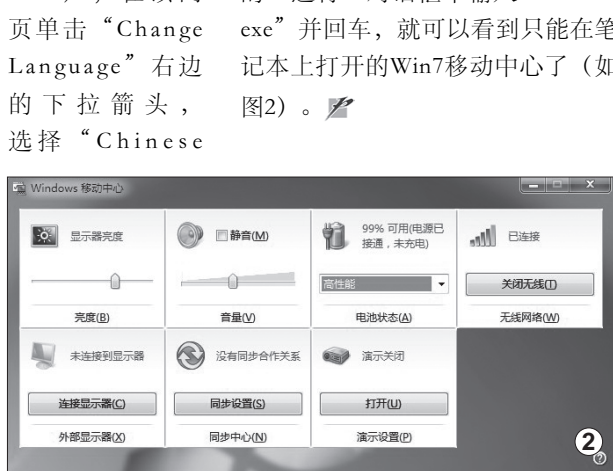 页单击“Change
Language”右边
的下拉箭头，
选择“Chinese
exe”并回车，就可以看到只能在笔
记本上打开的Win7移动中心了（如
图2）。
Windows 移动中心
显示器亮度
亮度(B)
静音(M)
音量(V)
99% 可用(电源已
接通，未充电)
高性能
电池状态(A)
已连接
关闭无线(T)
无线网络(W)
未连接到显示器
连接显示器(C)
外部显示器(X)
没有同步合作关系
同步设置(S)
同步中心(N)
演示关闭
打开(U)
演示设置(P)
2